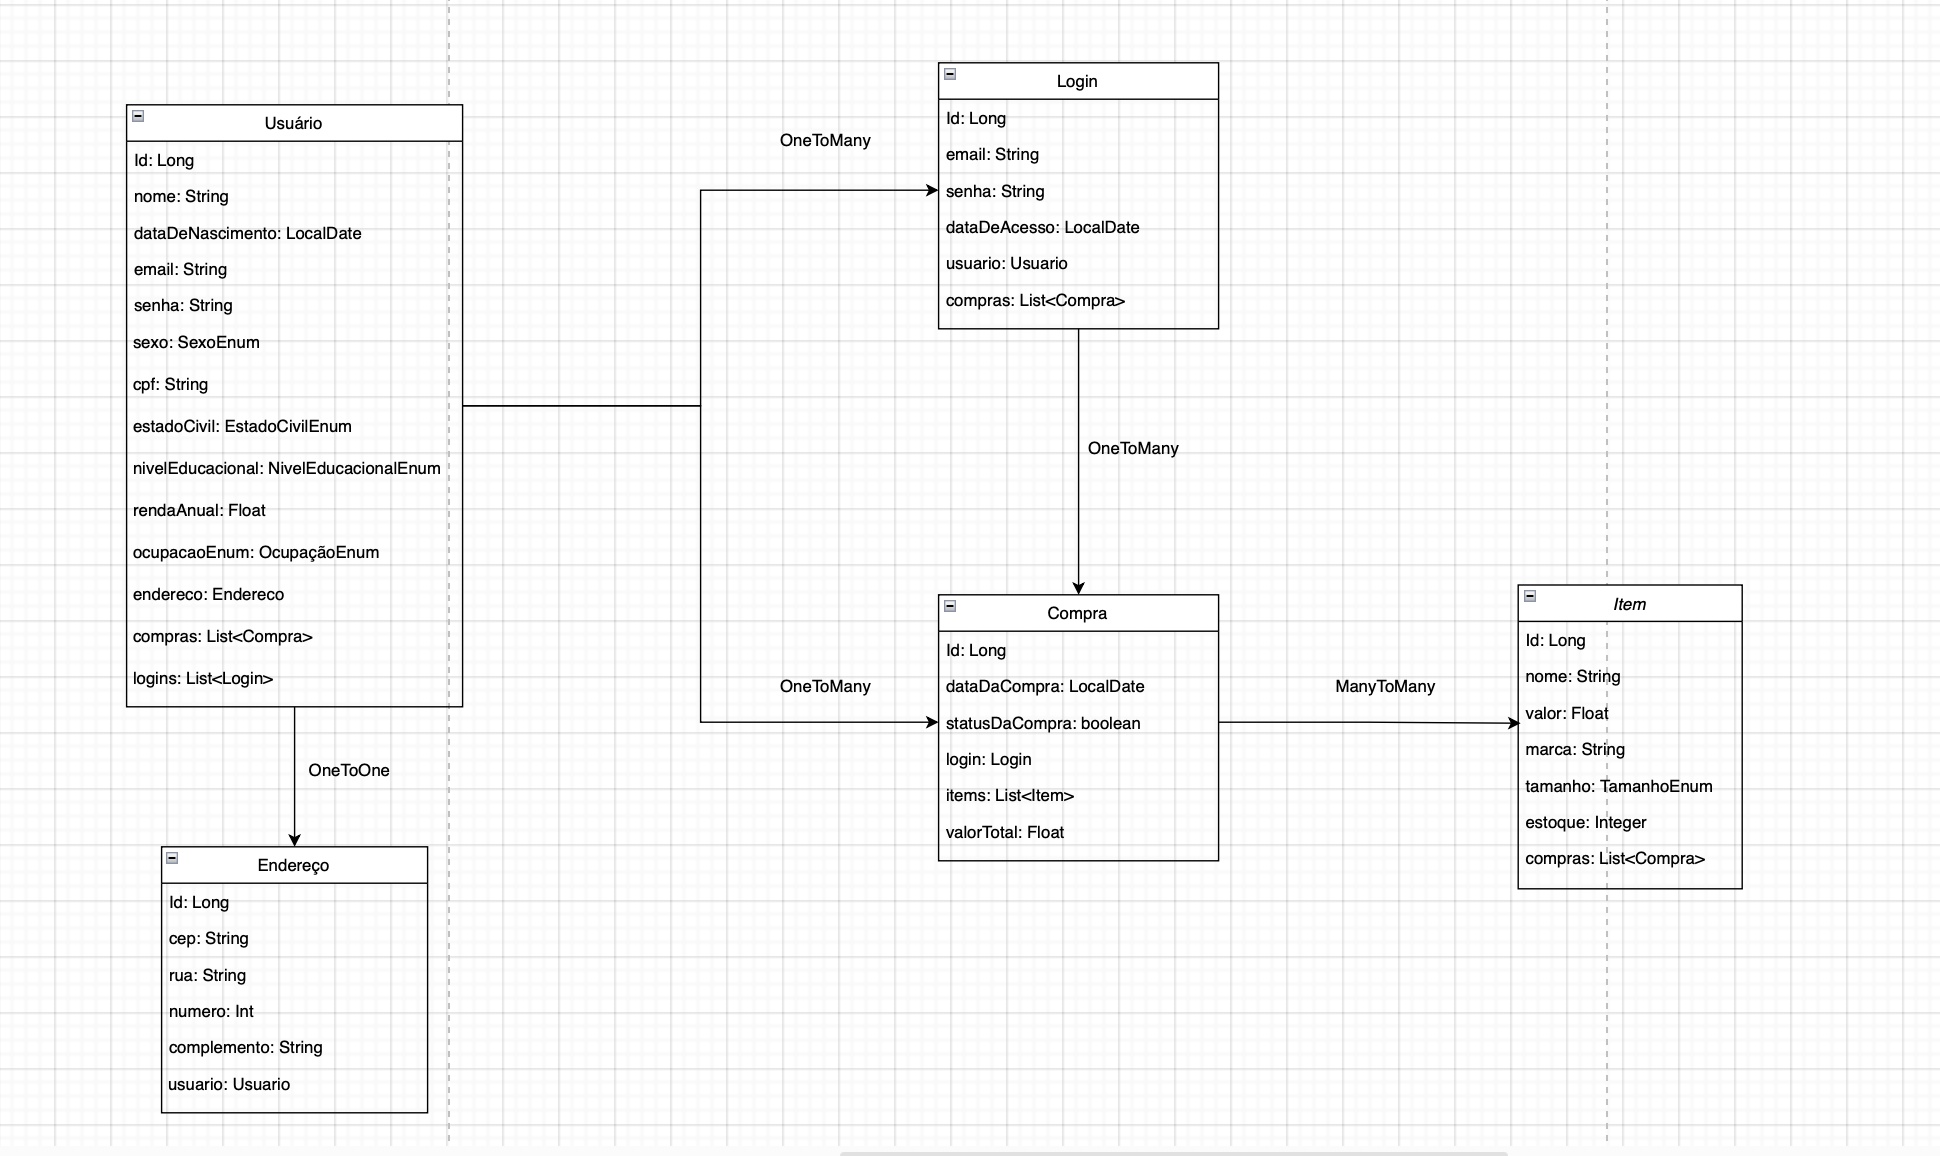 Usuário
Id: Long
nome: String
dataDeNascimento: LocalDate
email: String
senha: String
sexo: SexoEnum
cpf: String
estadoCivil: EstadoCivilEnum
nivelEducacional: NivelEducacionalEnum
rendaAnual: Float
ocupacaoEnum: OcupaçãoEnum
endereco: Endereco
compras: List<Compra>
logins: List<Login>
OneToOne
Endereço
Id: Long
cep: String
rua: String
numero: Int
complemento: String
usuario: Usuario
OneToMany
Login
Id: Long
email: String
senha: String
dataDeAcesso: LocalDate
usuario: Usuario
compras: List<Compra>
OneToMany
OneToMany
Compra
Id: Long
dataDaCompra: LocalDate
statusDaCompra: boolean
login: Login
items: List<Item>
valorTotal: Float
ManyToMany
Item
Id: Long
nome: String
valor: Float
marca: String
tamanho: TamanhoEnum
estoque: Integer
compras: List<Compra>